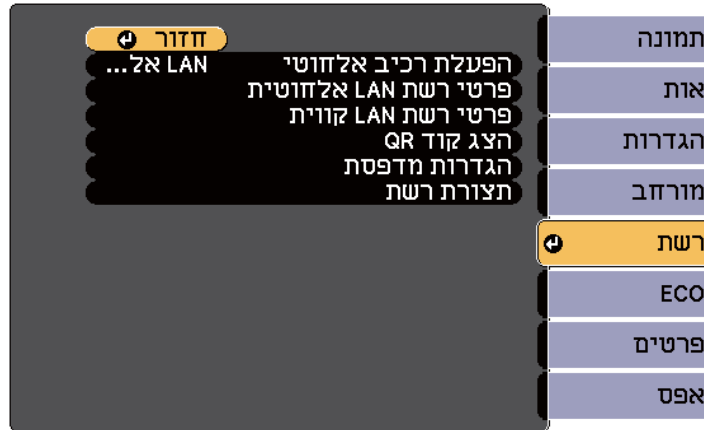 תמונה
אות
הגדרות
מורחב
רשת
ECO
פרטים
אפס
חזור
הפעלת רכיב אלחוטי LAN אל...
פרטי רשת LAN אלחוטית
פרטי רשת LAN קווית
הצג קוד QR
הגדרות מדפסת
תצורת רשת